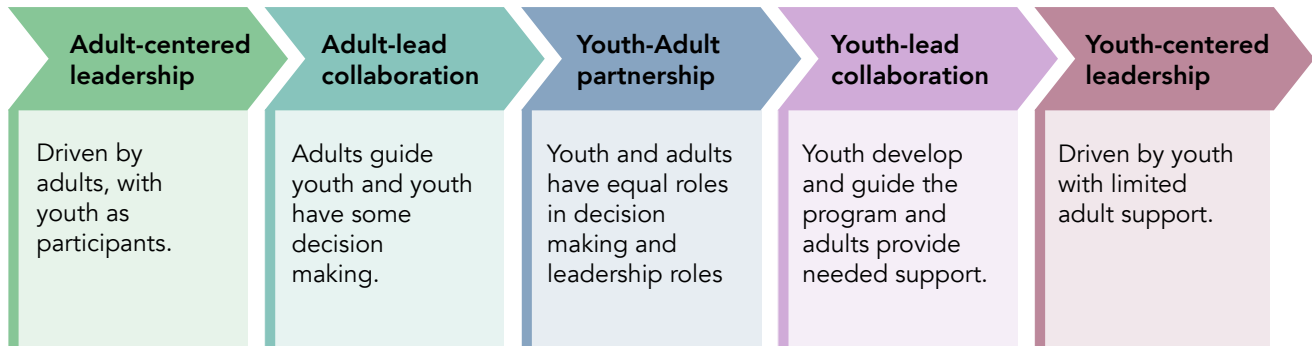 Adult-centered
leadership
Driven by
adults, with
youth as
participants.
Adult-lead
collaboration
Adults guide
youth and youth
have some
decision
making.
Youth-Adult
partnership
Youth and adults
have equal roles
in decision
making and
leadership roles
Youth-lead
collaboration
Youth develop
and guide the
program and
adults provide
needed support.
Youth-centered
leadership
Driven by youth
with limited
adult support.